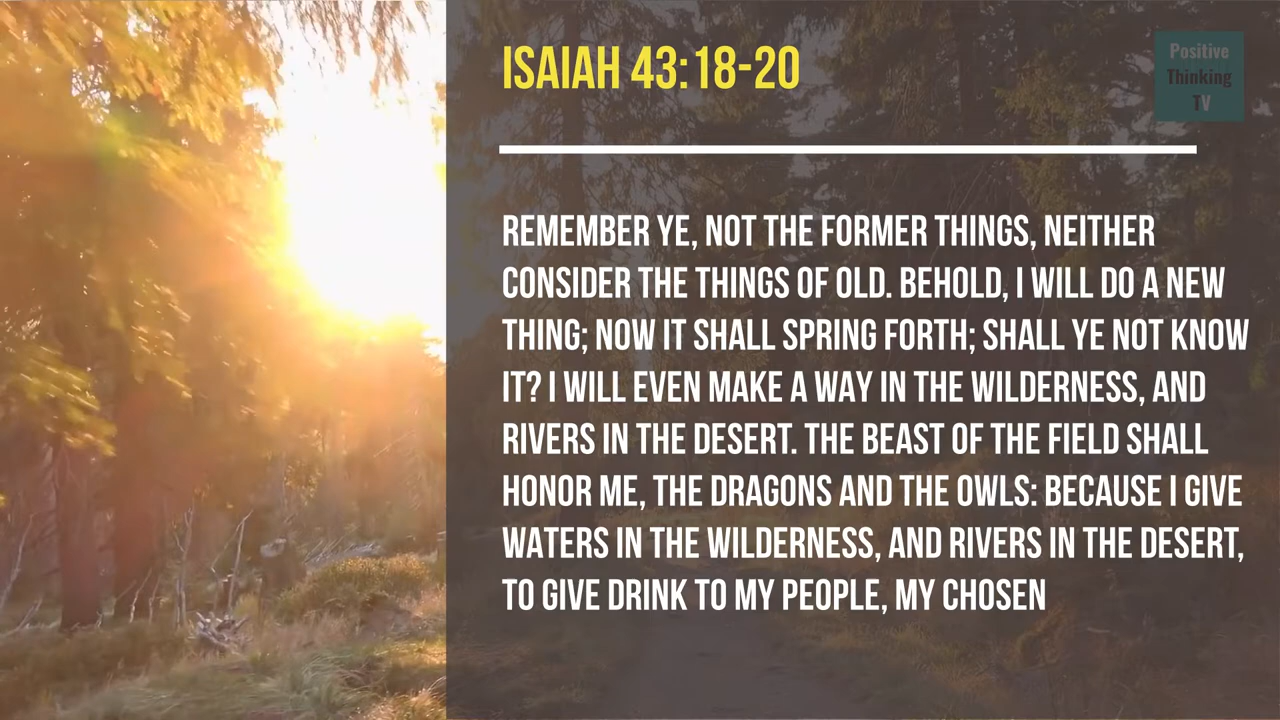 ISAIAH 43:18-20
Positive
Thinking
TV
REMEMBER YE, NOT THE FORMER THINGS, NEITHER
CONSIDER THE THINGS OF OLD. BEHOLD, I WILL DO A NEW
THING; NOW IT SHALL SPRING FORTH; SHALL YE NOT KNOW
IT? I WILL EVEN MAKE A WAY IN THE WILDERNESS, AND
RIVERS IN THE DESERT. THE BEAST OF THE FIELD SHALL
HONOR ME, THE DRAGONS AND THE OWLS: BECAUSE I GIVE
WATERS IN THE WILDERNESS, AND RIVERS IN THE DESERT,
TO GIVE DRINK TO MY PEOPLE, MY CHOSEN